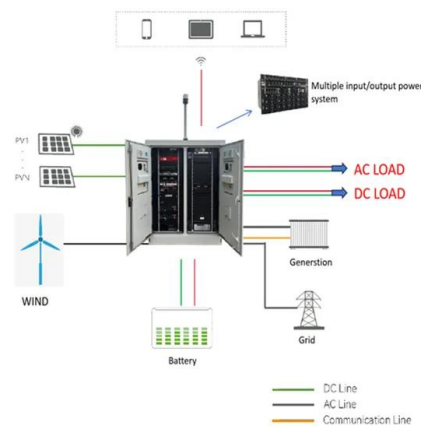 Multiple input/output power
system
PV1
PVN
AC LOAD
DC LOAD
WIND
Generstion
Battery
Grid
DC Line
AC Line
Communication Line